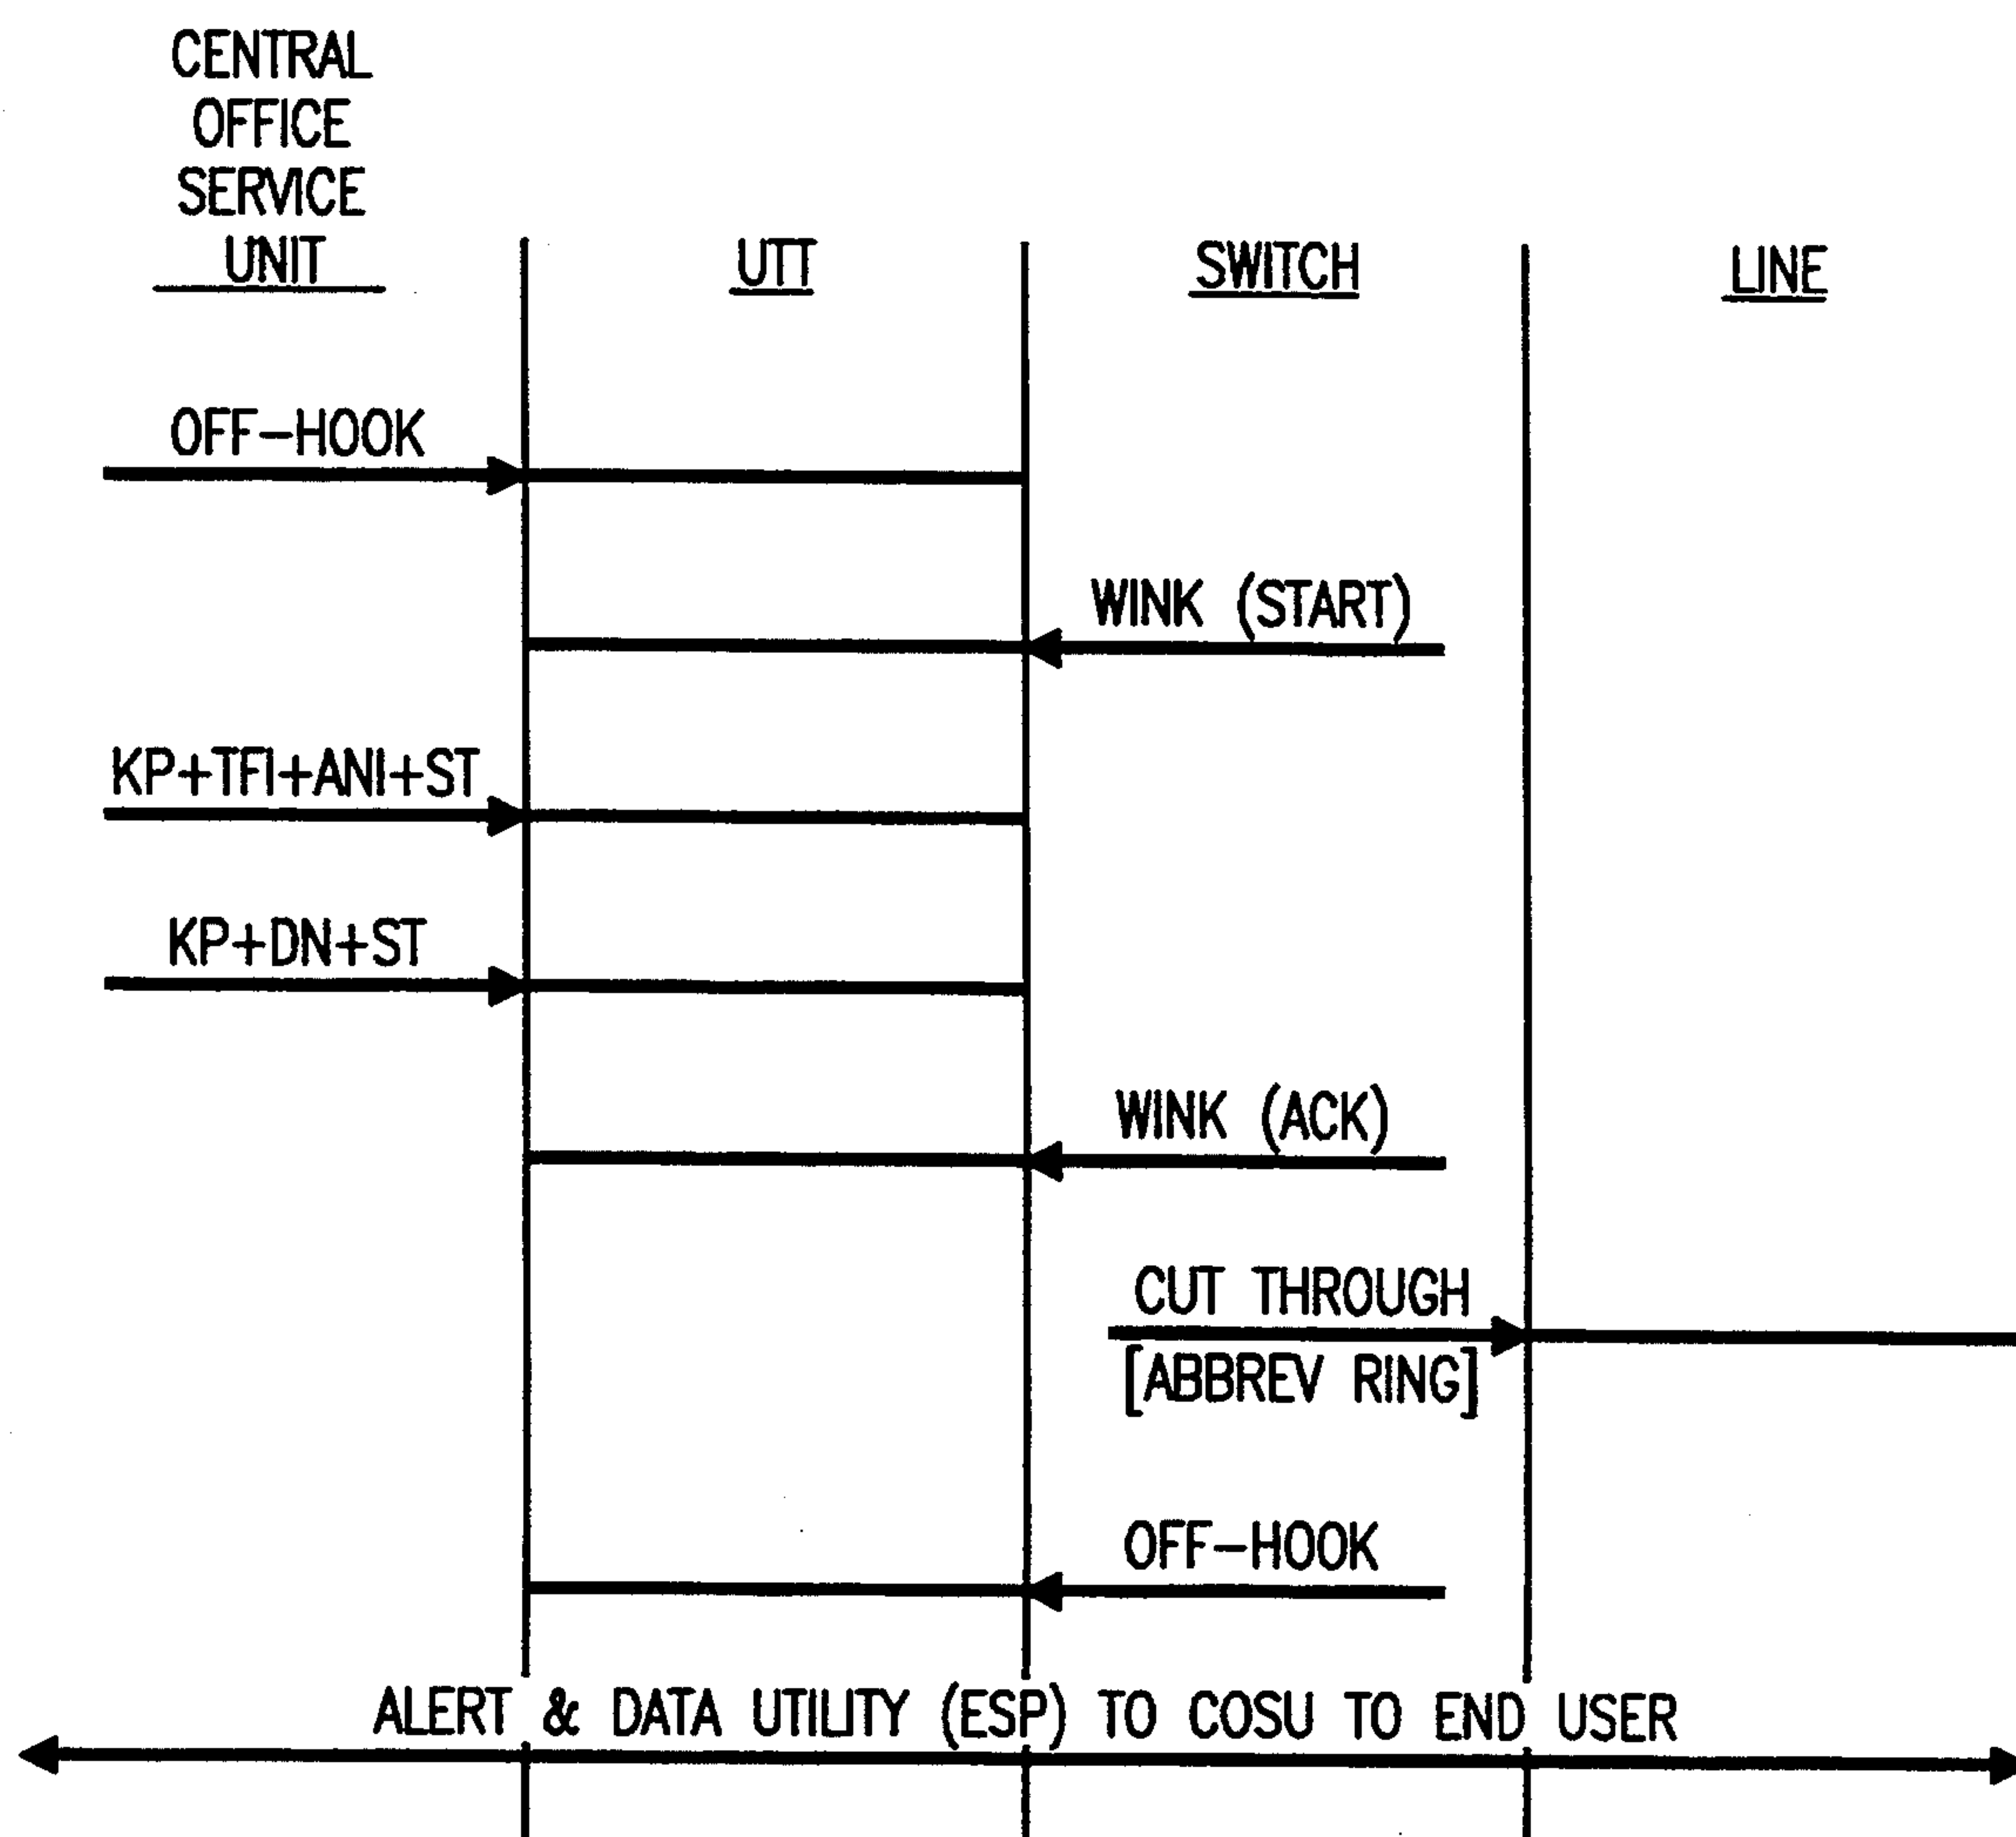 CENTRAL
OFFICE
SERVICE
UNIT
UTT
SWITCH
LINE
OFF-HOOK
WINK (START)
KP+TFI+ANI+ST
KP+DN+ST
WINK (ACK)
CUT THROUGH
[ABBREV RING]
OFF-HOOK
ALERT & DATA UTILITY (ESP) TO COSU TO END USER